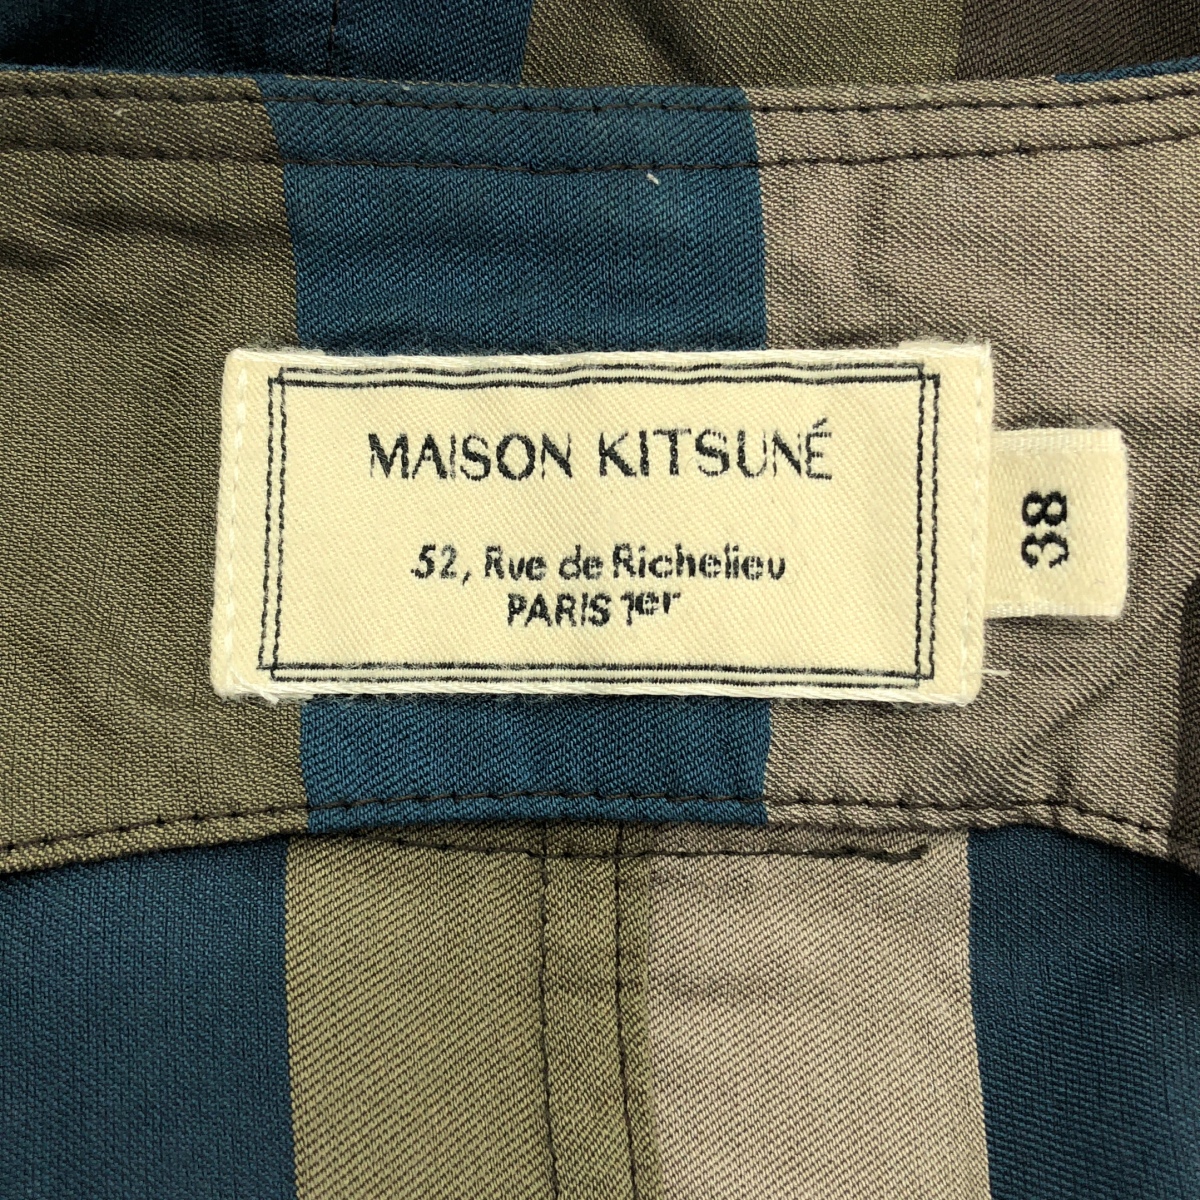 MAISON KITSUNÉ
52, Rue de Richelieu
PARIS 1er
38